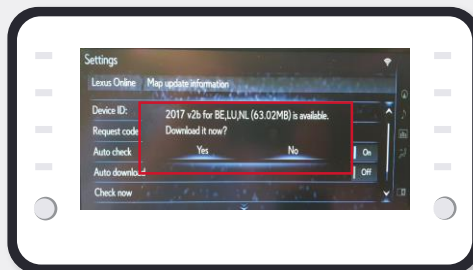 Settings
Lexus Online Map update information
Device ID:
2017 v2b for BE,LU,NL (63.02MB) is available.
Request code
Download it now?
Auto check
Yes No
On
Auto download
Off
Check now